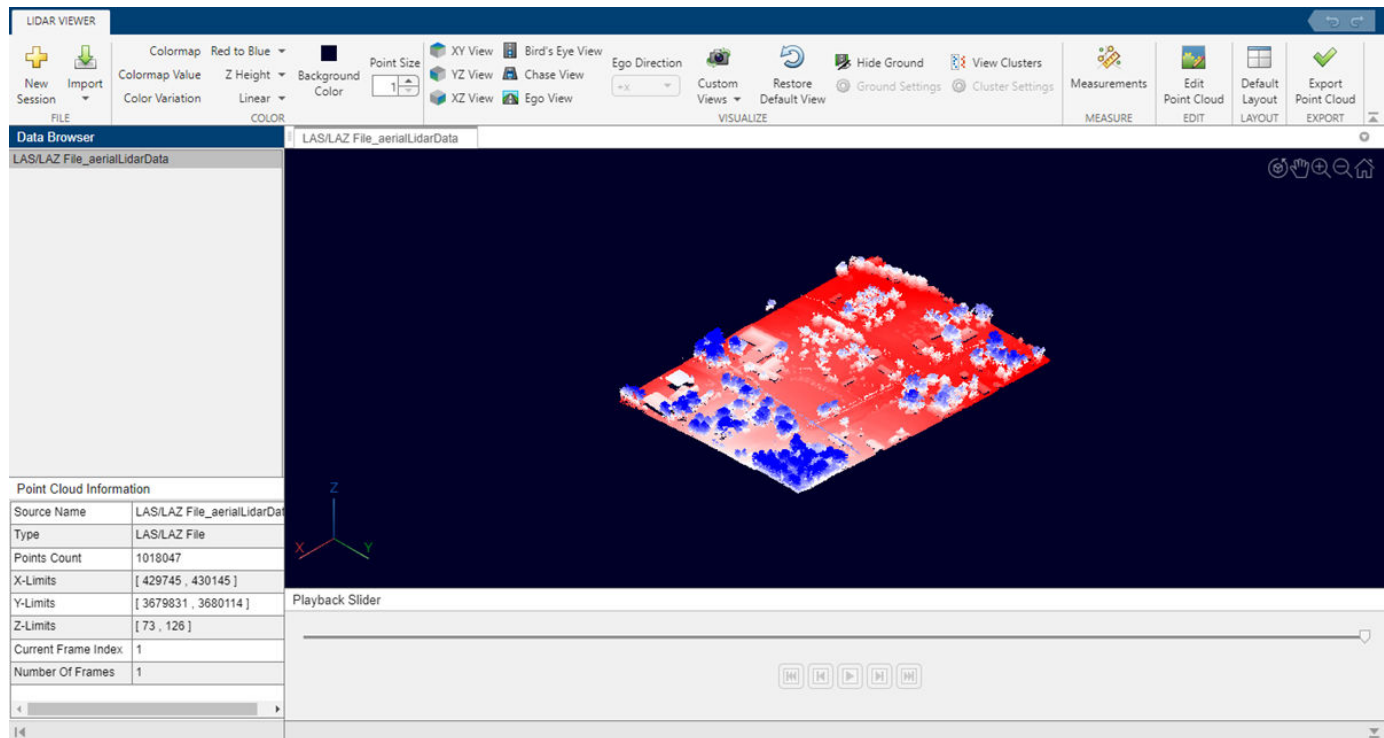 LIDAR VIEWER
New Session
Import
FILE
Colormap Red to Blue
Colormap Value Z Height
Color Variation Linear
Background Color
Point Size
1
COLOR
XY View
YZ View
XZ View
Bird's Eye View
Chase View
Ego View
Ego Direction
+x
Custom Views
Restore Default View
Hide Ground
Ground Settings
View Clusters
Cluster Settings
VISUALIZE
Measurements
MEASURE
Edit Point Cloud
EDIT
Default Layout
LAYOUT
Export Point Cloud
EXPORT
Data Browser
LAS/LAZ File_aerialLidarData
LAS/LAZ File_aerialLidarData
Z
X
Y
Point Cloud Information
Source Name LAS/LAZ File_aerialLidarDat
Type LAS/LAZ File
Points Count 1018047
X-Limits [ 429745 , 430145 ]
Y-Limits [ 3679831 , 3680114 ]
Z-Limits [ 73 , 126 ]
Current Frame Index 1
Number Of Frames 1
Playback Slider